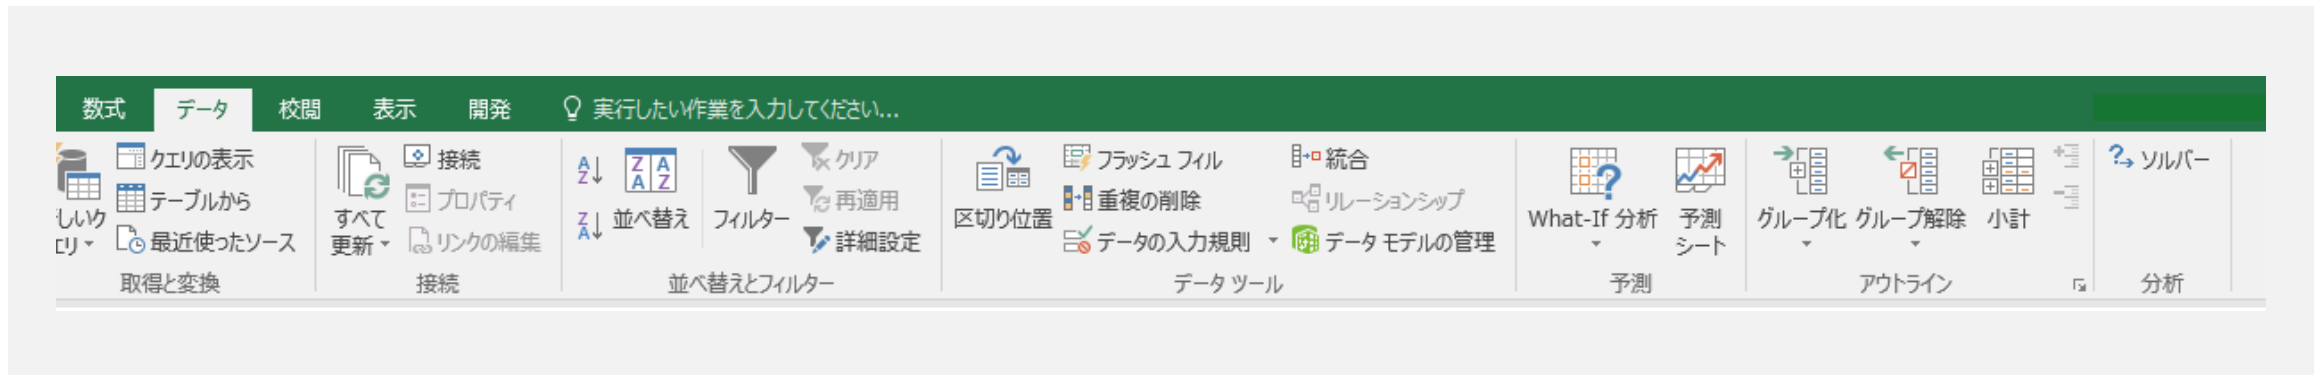 数式 データ 校閲 表示 開発 実行したい作業を入力してください...
クエリの表示
テーブルから
最近使ったソース
取得と変換
すべて
更新
接続
プロパティ
リンクの編集
接続
並べ替え
フィルター
クリア
再適用
詳細設定
並べ替えとフィルター
区切り位置
フラッシュ フィル
重複の削除
データの入力規則
統合
リレーションシップ
データ モデルの管理
データ ツール
What-If 分析
予測
シート
予測
グループ化
グループ解除
小計
アウトライン
ソルバー
分析